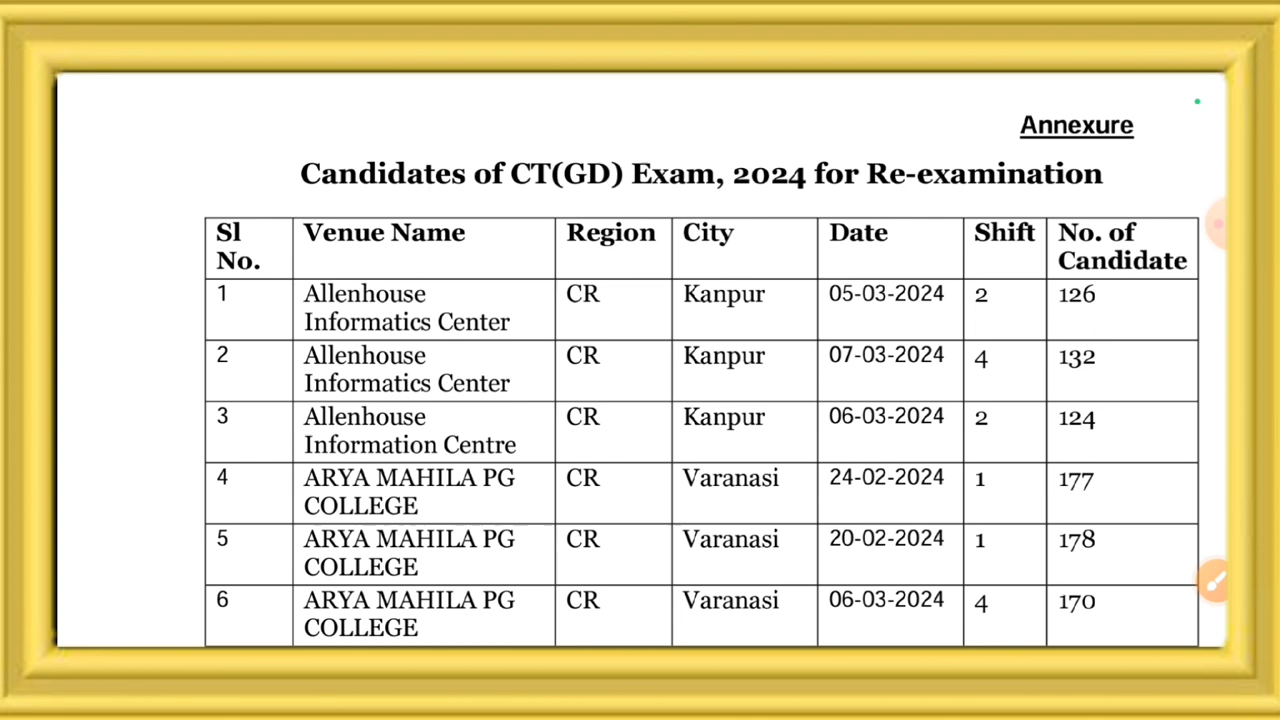 Annexure
Candidates of CT(GD) Exam, 2024 for Re-examination
Sl No. Venue Name Region City Date Shift No. of Candidate
1 Allenhouse Informatics Center CR Kanpur 05-03-2024 2 126
2 Allenhouse Informatics Center CR Kanpur 07-03-2024 4 132
3 Allenhouse Information Centre CR Kanpur 06-03-2024 2 124
4 ARYA MAHILA PG COLLEGE CR Varanasi 24-02-2024 1 177
5 ARYA MAHILA PG COLLEGE CR Varanasi 20-02-2024 1 178
6 ARYA MAHILA PG COLLEGE CR Varanasi 06-03-2024 4 170